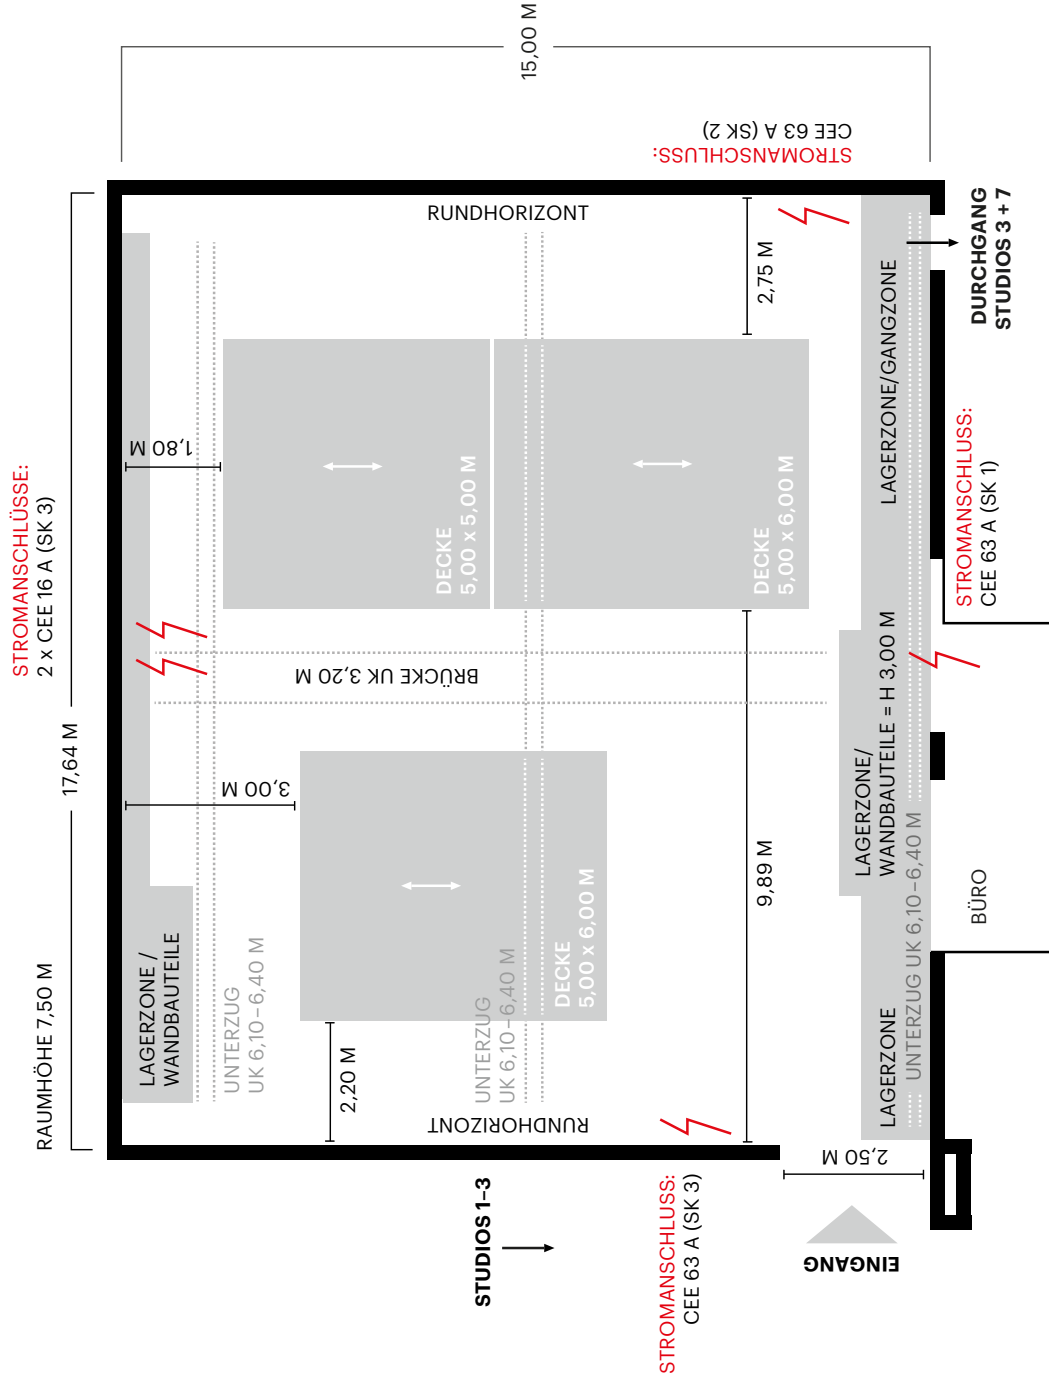 15,00 M
STROMANSCHLUSS:
CEE 63 A (SK 2)
RUNDHORIZONT
2,75 M
DURCHGANG
STUDIOS 3 + 7
LAGERZONE/GANGZONE
1,80 M
STROMANSCHLÜSSE:
2 x CEE 16 A (SK 3)
DECKE
5,00 x 5,00 M
DECKE
5,00 x 6,00 M
STROMANSCHLUSS:
CEE 63 A (SK 1)
BRÜCKE UK 3,20 M
17,64 M
3,00 M
LAGERZONE/
WANDBAUTEILE = H 3,00 M
9,89 M
BÜRO
DECKE
5,00 x 6,00 M
RAUMHÖHE 7,50 M
LAGERZONE /
WANDBAUTEILE
UNTERZUG
UK 6,10–6,40 M
UNTERZUG
UK 6,10–6,40 M
UNTERZUG UK 6,10–6,40 M
LAGERZONE
2,20 M
RUNDHORIZONT
2,50 M
STUDIOS 1–3
STROMANSCHLUSS:
CEE 63 A (SK 3)
EINGANG